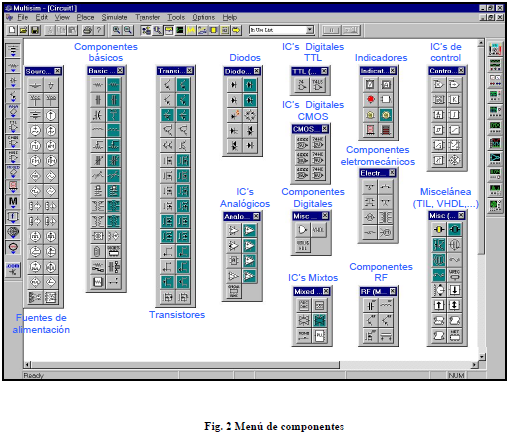 Multisim - [Circuit1]
File Edit View Place Simulate Transfer Tools Options Help
In Use List
Componentes básicos
Diodos
IC's Digitales TTL
Indicadores
IC's de control
Sourc...
Basic ...
Transi...
Diodo...
TTL (...
Indicat...
Contro...
IC's Digitales CMOS
CMOS...
Componentes eletromecánicos
Electr...
IC's Analógicos
Componentes Digitales
Miscelánea (TIL, VHDL,...)
Analo...
Misc ...
VHDL
Misc (...
IC's Mixtos
Componentes RF
Mixed ...
RF (M...
Fuentes de alimentación
Transistores
Ready
NUM
Fig. 2 Menú de componentes